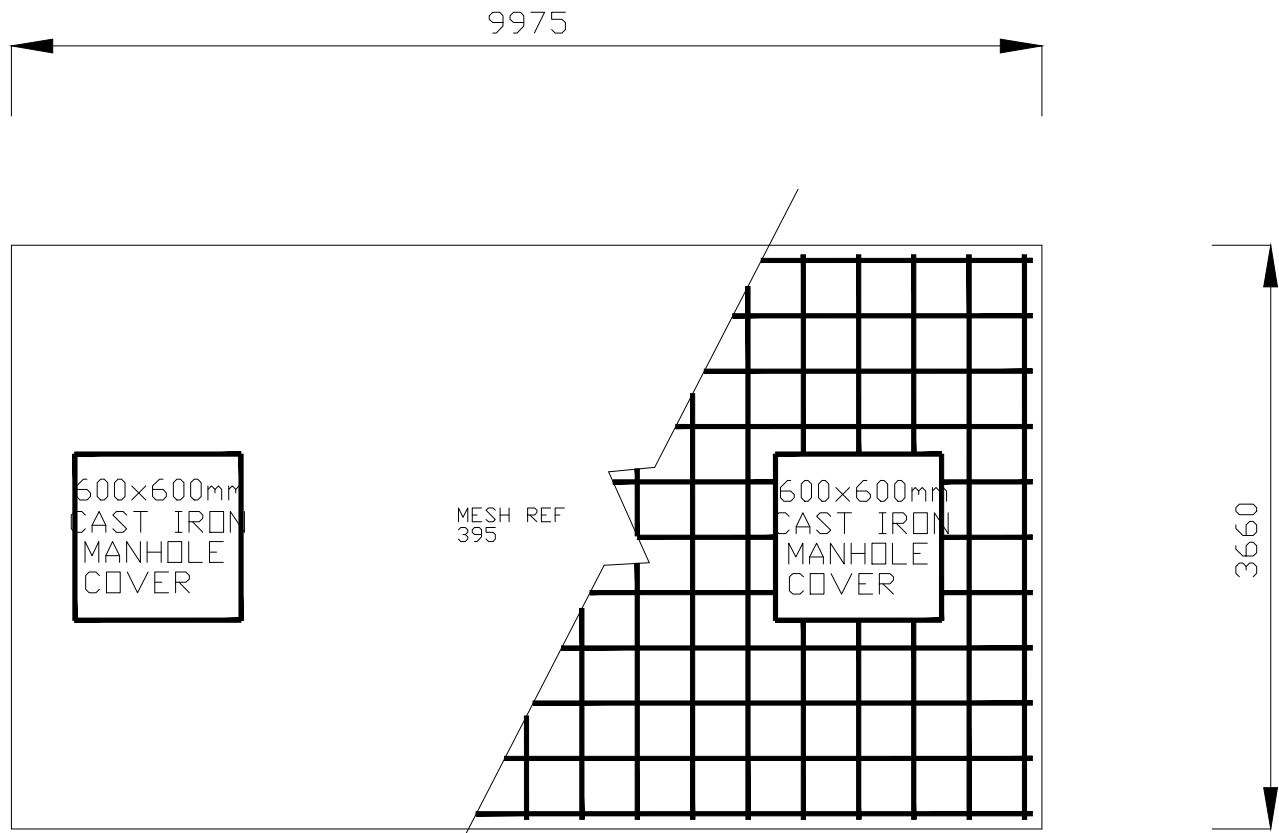 9975
600x600mm
CAST IRON
MANHOLE
COVER
MESH REF
395
600x600mm
CAST IRON
MANHOLE
COVER
3660